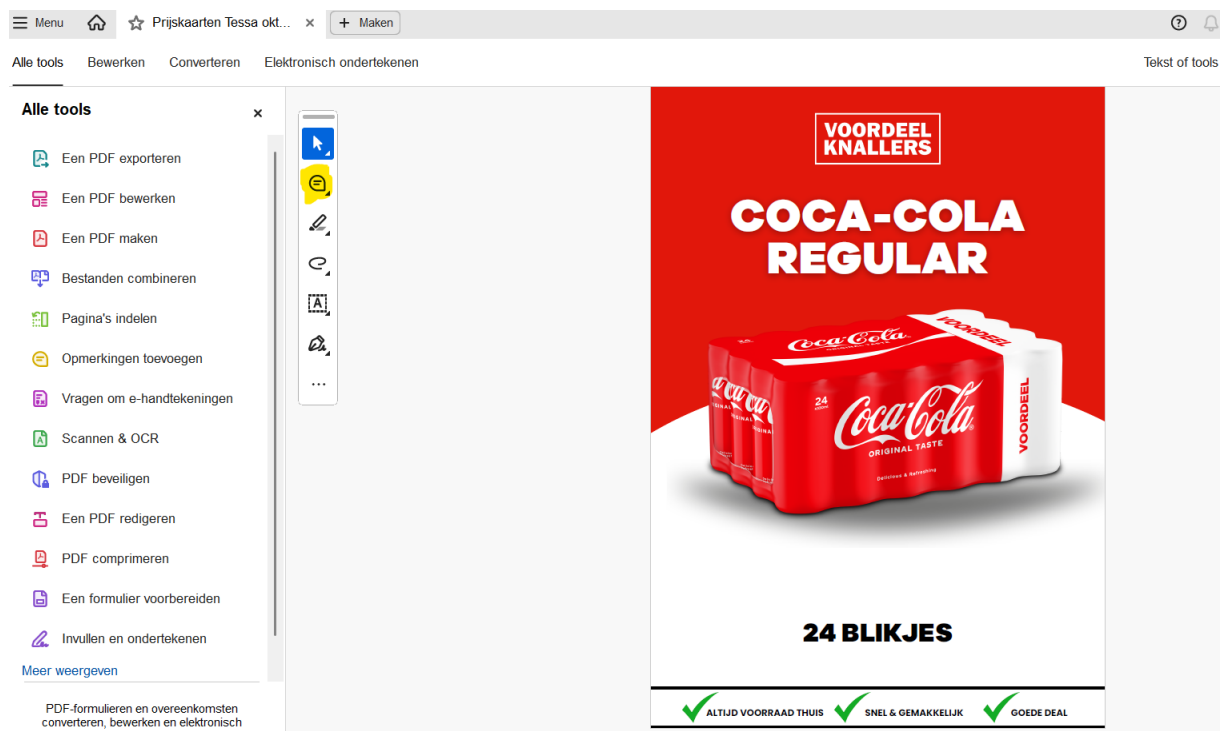 Menu
Prijskaarten Tessa okt...
Maken
Alle tools
Bewerken
Converteren
Elektronisch ondertekenen
Tekst of tools
Alle tools
Een PDF exporteren
Een PDF bewerken
Een PDF maken
Bestanden combineren
Pagina's indelen
Opmerkingen toevoegen
Vragen om e-handtekeningen
Scannen & OCR
PDF beveiligen
Een PDF redigeren
PDF comprimeren
Een formulier voorbereiden
Invullen en ondertekenen
Meer weergeven
PDF-formulieren en overeenkomsten
converteren, bewerken en elektronisch
VOORDEEL
KNALLERS
COCA-COLA
REGULAR
Coca-Cola
VOORDEEL
24
Coca-Cola
ORIGINAL TASTE
Delicious & Refreshing
VOORDEEL
24 BLIKJES
ALTIJD VOORRAAD THUIS
SNEL & GEMAKKELIJK
GOEDE DEAL